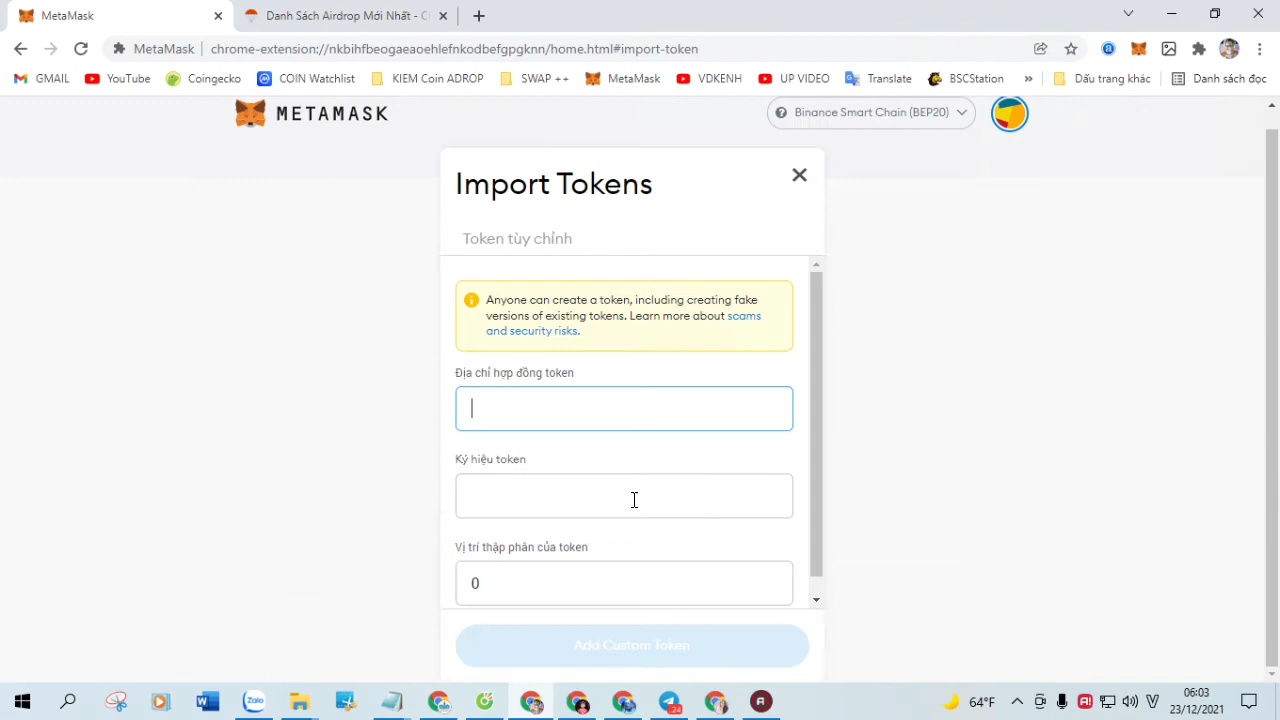 MetaMask
Danh Sách Airdrop Mới Nhất - C
MetaMask
chrome-extension://nkbihfbeogaeaoehlefnkodbefgpgknn/home.html#import-token
GMAIL
YouTube
Coingecko
COIN Watchlist
KIEM Coin ADROP
SWAP ++
MetaMask
VDKENH
UP VIDEO
Translate
BSCStation
»
Dấu trang khác
Danh sách đọc
METAMASK
Binance Smart Chain (BEP20)
Import Tokens
Token tùy chỉnh
Anyone can create a token, including creating fake
versions of existing tokens. Learn more about scams
and security risks.
Địa chỉ hợp đồng token
Ký hiệu token
Vị trí thập phân của token
0
Add Custom Token
Zalo
24
64°F
06:03
23/12/2021